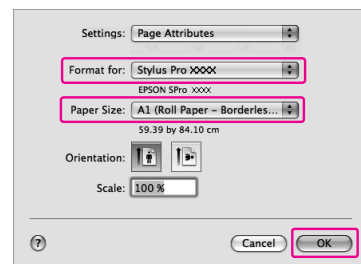 Settings: Page Attributes
Format for: Stylus Pro XXXX
EPSON SPro XXXX
Paper Size: A1 (Roll Paper – Borderles...
59.39 by 84.10 cm
Orientation:
Scale: 100 %
? Cancel OK